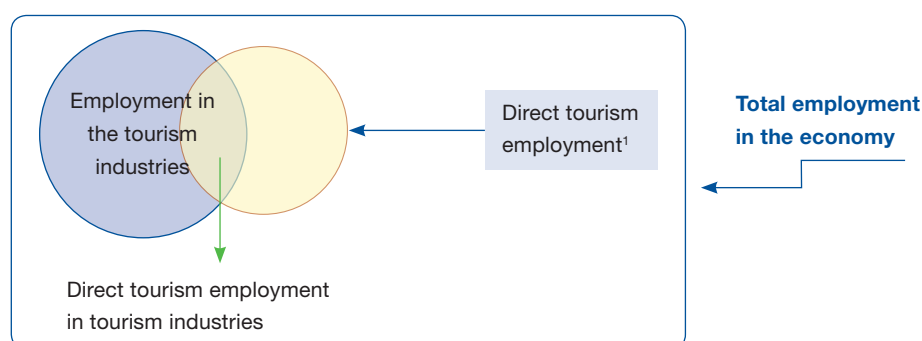 Employment in
the tourism
industries
Direct tourism
employment¹
Total employment
in the economy
Direct tourism employment
in tourism industries